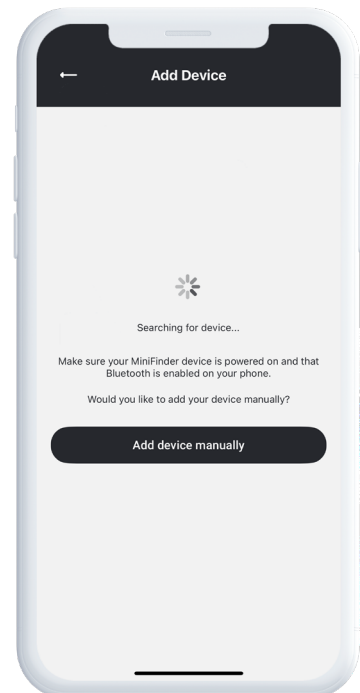 Add Device
Searching for device...
Make sure your MiniFinder device is powered on and that
Bluetooth is enabled on your phone.
Would you like to add your device manually?
Add device manually